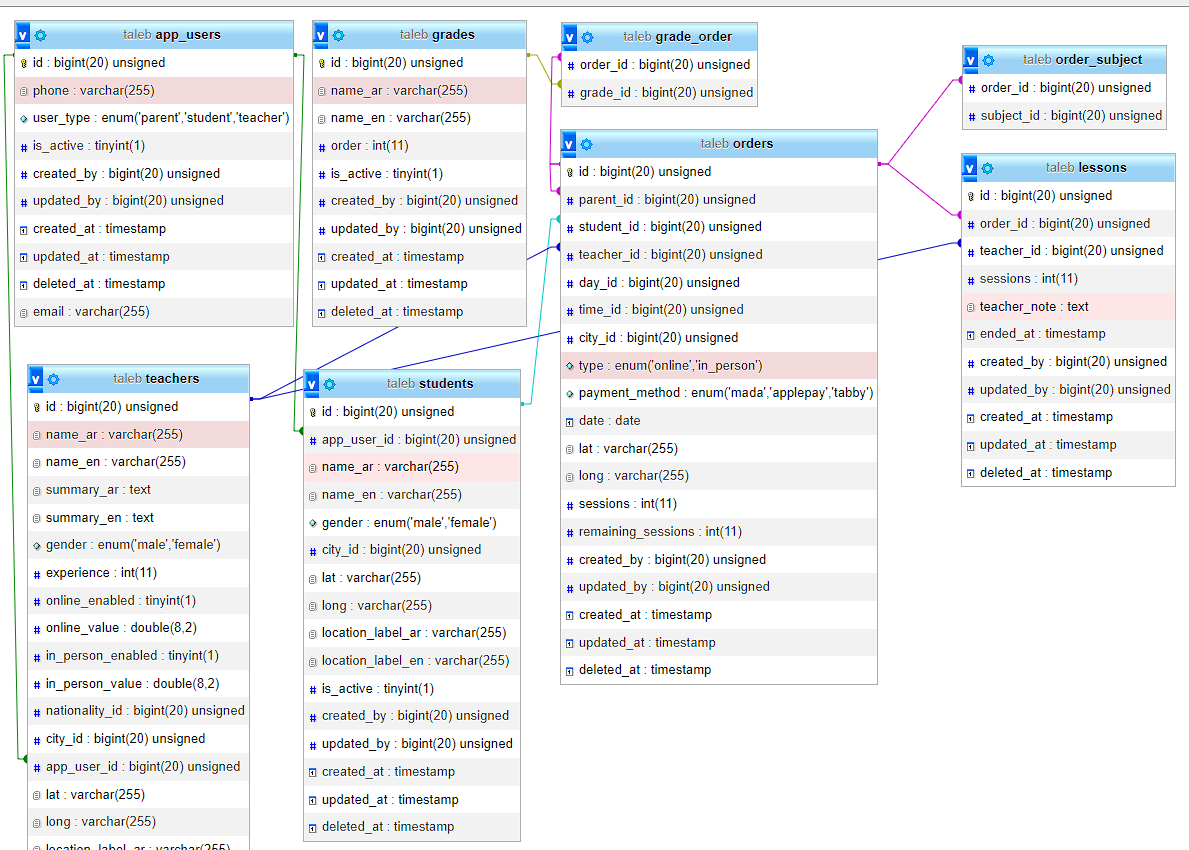 taleb app_users
id : bigint(20) unsigned
phone : varchar(255)
user_type : enum('parent','student','teacher')
is_active : tinyint(1)
created_by : bigint(20) unsigned
updated_by : bigint(20) unsigned
created_at : timestamp
updated_at : timestamp
deleted_at : timestamp
email : varchar(255)
taleb grades
id : bigint(20) unsigned
name_ar : varchar(255)
name_en : varchar(255)
order : int(11)
is_active : tinyint(1)
created_by : bigint(20) unsigned
updated_by : bigint(20) unsigned
created_at : timestamp
updated_at : timestamp
deleted_at : timestamp
taleb grade_order
order_id : bigint(20) unsigned
grade_id : bigint(20) unsigned
taleb order_subject
order_id : bigint(20) unsigned
subject_id : bigint(20) unsigned
taleb orders
id : bigint(20) unsigned
parent_id : bigint(20) unsigned
student_id : bigint(20) unsigned
teacher_id : bigint(20) unsigned
day_id : bigint(20) unsigned
time_id : bigint(20) unsigned
city_id : bigint(20) unsigned
type : enum('online','in_person')
payment_method : enum('mada','applepay','tabby')
date : date
lat : varchar(255)
long : varchar(255)
sessions : int(11)
remaining_sessions : int(11)
created_by : bigint(20) unsigned
updated_by : bigint(20) unsigned
created_at : timestamp
updated_at : timestamp
deleted_at : timestamp
taleb lessons
id : bigint(20) unsigned
order_id : bigint(20) unsigned
teacher_id : bigint(20) unsigned
sessions : int(11)
teacher_note : text
ended_at : timestamp
created_by : bigint(20) unsigned
updated_by : bigint(20) unsigned
created_at : timestamp
updated_at : timestamp
deleted_at : timestamp
taleb teachers
id : bigint(20) unsigned
name_ar : varchar(255)
name_en : varchar(255)
summary_ar : text
summary_en : text
gender : enum('male','female')
experience : int(11)
online_enabled : tinyint(1)
online_value : double(8,2)
in_person_enabled : tinyint(1)
in_person_value : double(8,2)
nationality_id : bigint(20) unsigned
city_id : bigint(20) unsigned
app_user_id : bigint(20) unsigned
lat : varchar(255)
long : varchar(255)
location_label_ar : varchar(255)
taleb students
id : bigint(20) unsigned
app_user_id : bigint(20) unsigned
name_ar : varchar(255)
name_en : varchar(255)
gender : enum('male','female')
city_id : bigint(20) unsigned
lat : varchar(255)
long : varchar(255)
location_label_ar : varchar(255)
location_label_en : varchar(255)
is_active : tinyint(1)
created_by : bigint(20) unsigned
updated_by : bigint(20) unsigned
created_at : timestamp
updated_at : timestamp
deleted_at : timestamp